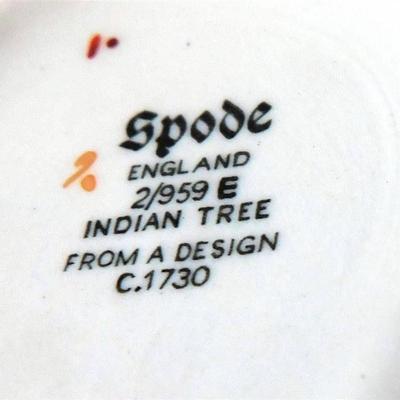 Spode
ENGLAND
2/959 E
INDIAN TREE
FROM A DESIGN
C.1730